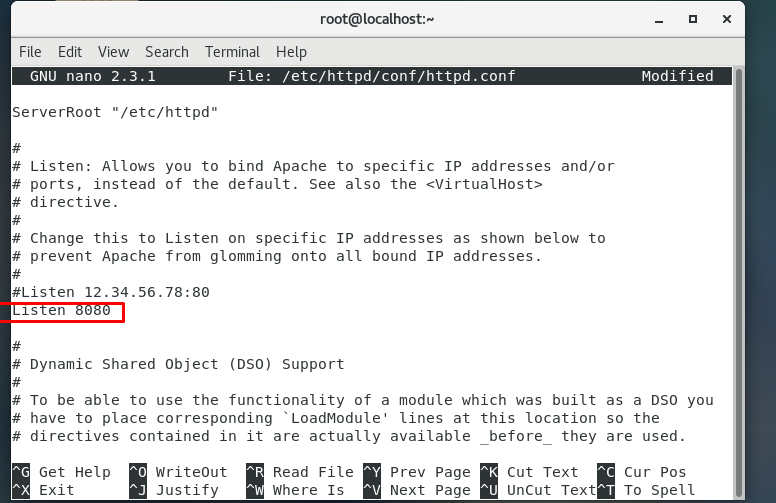 root@localhost:~
File Edit View Search Terminal Help
GNU nano 2.3.1 File: /etc/httpd/conf/httpd.conf Modified
ServerRoot "/etc/httpd"
#
# Listen: Allows you to bind Apache to specific IP addresses and/or
# ports, instead of the default. See also the <VirtualHost>
# directive.
#
# Change this to Listen on specific IP addresses as shown below to
# prevent Apache from glomming onto all bound IP addresses.
#
#Listen 12.34.56.78:80
Listen 8080
#
# Dynamic Shared Object (DSO) Support
#
# To be able to use the functionality of a module which was built as a DSO you
# have to place corresponding `LoadModule' lines at this location so the
# directives contained in it are actually available _before_ they are used.
^G Get Help ^O WriteOut ^R Read File ^Y Prev Page ^K Cut Text ^C Cur Pos
^X Exit ^J Justify ^W Where Is ^V Next Page ^U UnCut Text ^T To Spell